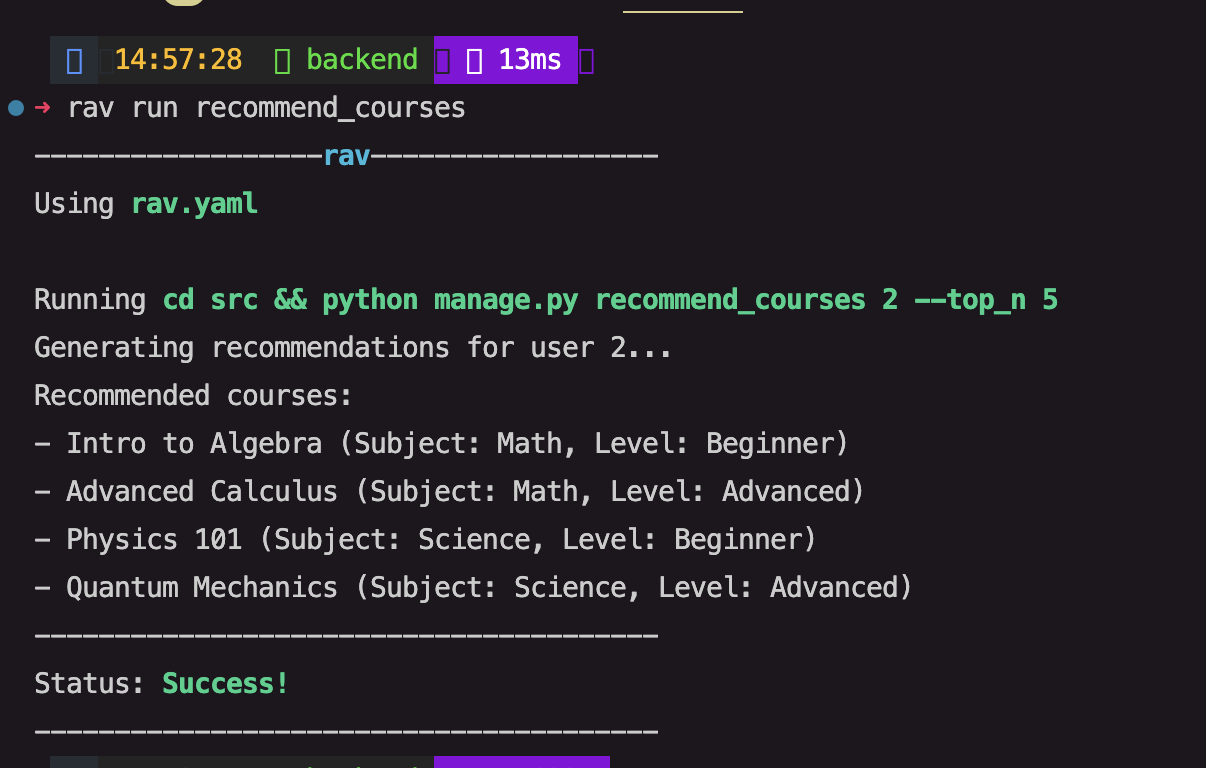 14:57:28 backend 13ms
➜ rav run recommend_courses
——————————————————rav——————————————————
Using rav.yaml
Running cd src && python manage.py recommend_courses 2 --top_n 5
Generating recommendations for user 2...
Recommended courses:
- Intro to Algebra (Subject: Math, Level: Beginner)
- Advanced Calculus (Subject: Math, Level: Advanced)
- Physics 101 (Subject: Science, Level: Beginner)
- Quantum Mechanics (Subject: Science, Level: Advanced)
———————————————————————————————————————
Status: Success!
———————————————————————————————————————